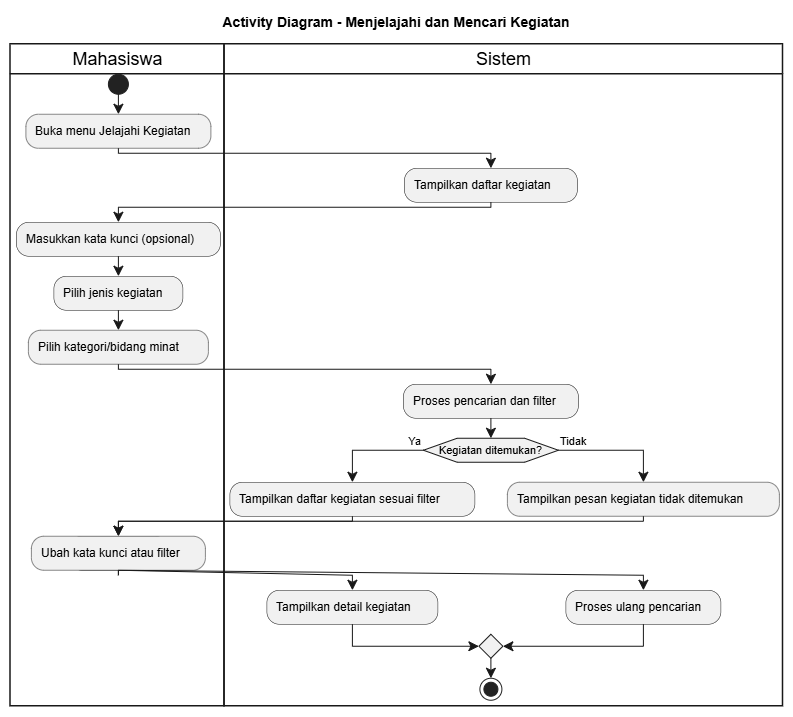 Activity Diagram - Menjelajahi dan Mencari Kegiatan
Mahasiswa
Sistem
Buka menu Jelajahi Kegiatan
Tampilkan daftar kegiatan
Masukkan kata kunci (opsional)
Pilih jenis kegiatan
Pilih kategori/bidang minat
Proses pencarian dan filter
Ya
Kegiatan ditemukan?
Tidak
Tampilkan daftar kegiatan sesuai filter
Tampilkan pesan kegiatan tidak ditemukan
Ubah kata kunci atau filter
Tampilkan detail kegiatan
Proses ulang pencarian